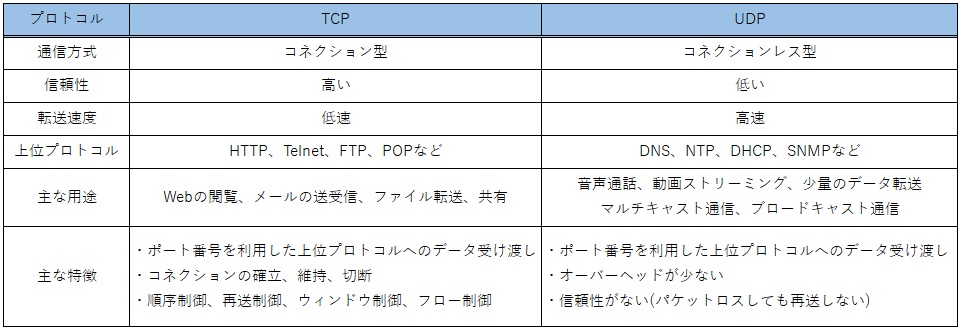 プロトコル TCP UDP
通信方式 コネクション型 コネクションレス型
信頼性 高い 低い
転送速度 低速 高速
上位プロトコル HTTP、Telnet、FTP、POPなど DNS、NTP、DHCP、SNMPなど
主な用途 Webの閲覧、メールの送受信、ファイル転送、共有 音声通話、動画ストリーミング、少量のデータ転送
マルチキャスト通信、ブロードキャスト通信
主な特徴
・ポート番号を利用した上位プロトコルへのデータ受け渡し
・コネクションの確立、維持、切断
・順序制御、再送制御、ウィンドウ制御、フロー制御
・ポート番号を利用した上位プロトコルへのデータ受け渡し
・オーバーヘッドが少ない
・信頼性がない(パケットロスしても再送しない)